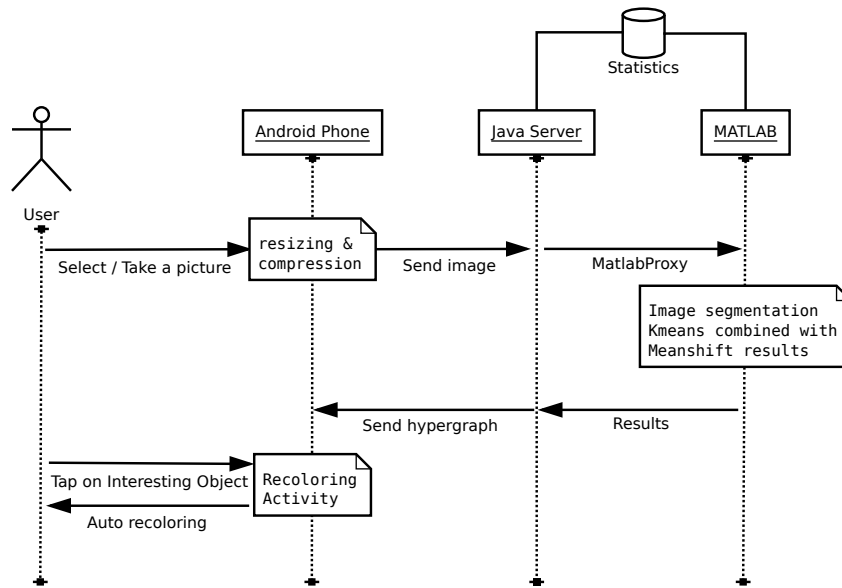 Statistics
Android Phone
Java Server
MATLAB
User
resizing &
compression
Select / Take a picture
Send image
MatlabProxy
Image segmentation
Kmeans combined with
Meanshift results
Send hypergraph
Results
Tap on Interesting Object
Recoloring
Activity
Auto recoloring